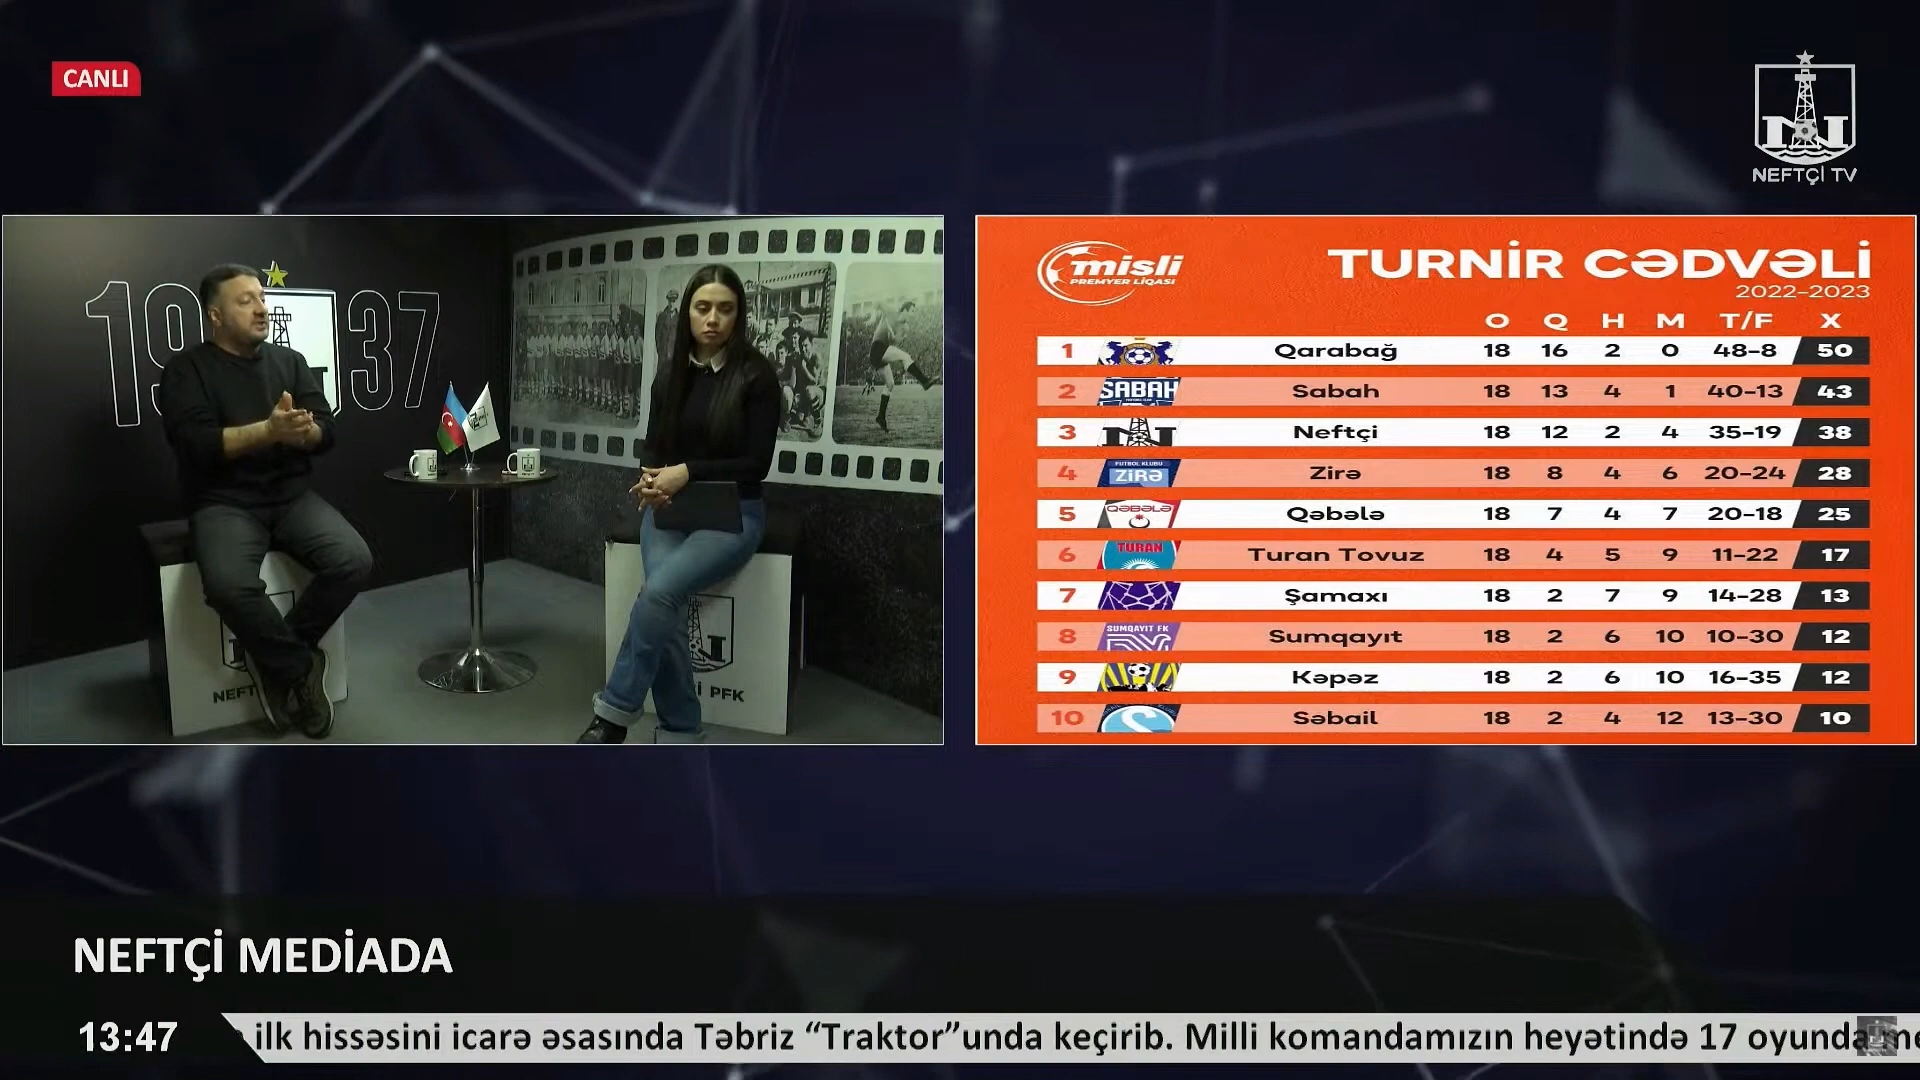 CANLI
NEFTÇİ TV
1937
NEFTÇİ PFK
misli
PREMYER LİQASI
TURNİR CƏDVƏLİ
2022-2023
O Q H M T/F X
1 Qarabağ 18 16 2 0 48-8 50
2 SABAH Sabah 18 13 4 1 40-13 43
3 Neftçi 18 12 2 4 35-19 38
4 FUTBOL KLUBU ZİRƏ Zirə 18 8 4 6 20-24 28
5 QƏBƏLƏ Qəbələ 18 7 4 7 20-18 25
6 TURAN Turan Tovuz 18 4 5 9 11-22 17
7 Şamaxı 18 2 7 9 14-28 13
8 SUMQAYIT FK Sumqayıt 18 2 6 10 10-30 12
9 Kəpəz 18 2 6 10 16-35 12
10 Səbail 18 2 4 12 13-30 10
NEFTÇİ MEDİADA
13:47
ilk hissəsini icarə əsasında Təbriz “Traktor”unda keçirib. Milli komandamızın heyətində 17 oyunda